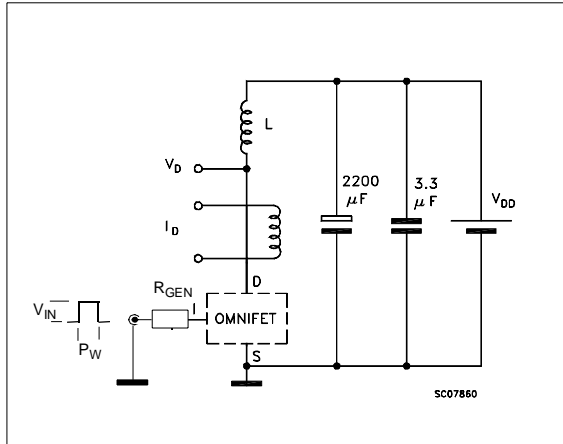 L
V_D
2200 μF
3.3 μF
V_DD
I_D
D
R_GEN
I
V_IN
OMNIFET
P_W
S
SC07860